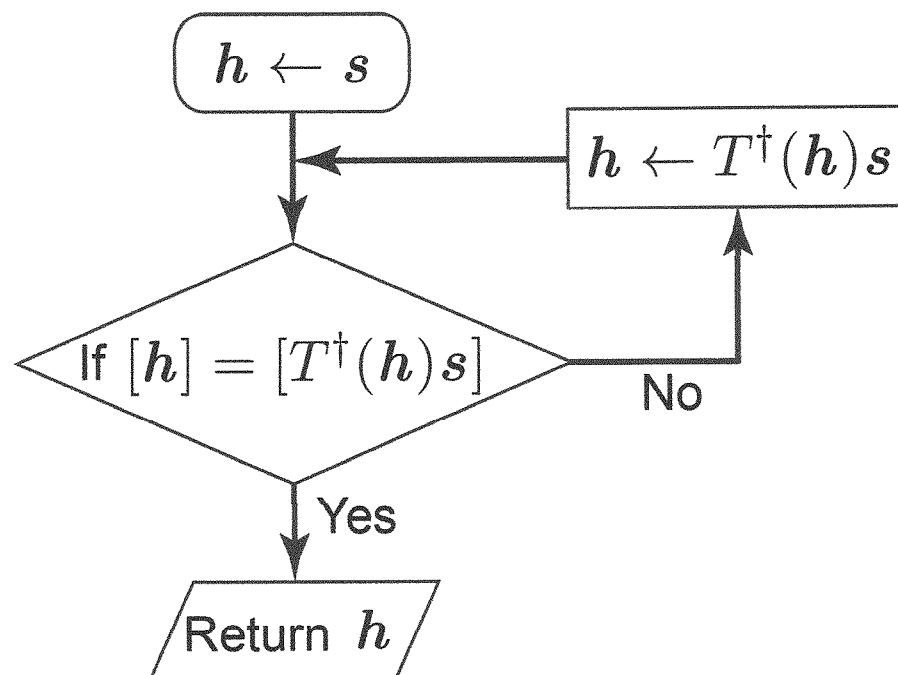 h ← s
h ← T†(h)s
If [h] = [T†(h)s]
No
Yes
Return h